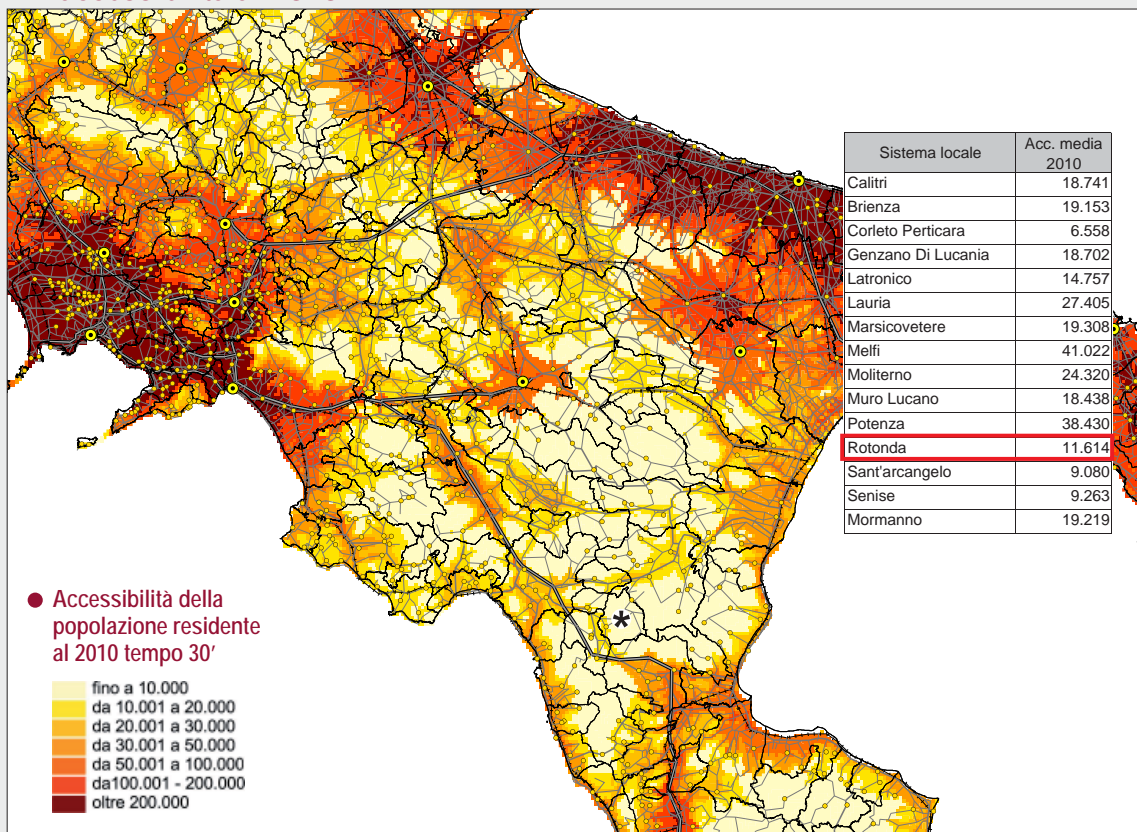 Sistema locale Acc. media 2010
Calitri 18.741
Brienza 19.153
Corleto Perticara 6.558
Genzano Di Lucania 18.702
Latronico 14.757
Lauria 27.405
Marsicovetere 19.308
Melfi 41.022
Moliterno 24.320
Muro Lucano 18.438
Potenza 38.430
Rotonda 11.614
Sant'arcangelo 9.080
Senise 9.263
Mormanno 19.219
*
Accessibilità della
popolazione residente
al 2010 tempo 30'
fino a 10.000
da 10.001 a 20.000
da 20.001 a 30.000
da 30.001 a 50.000
da 50.001 a 100.000
da100.001 - 200.000
oltre 200.000